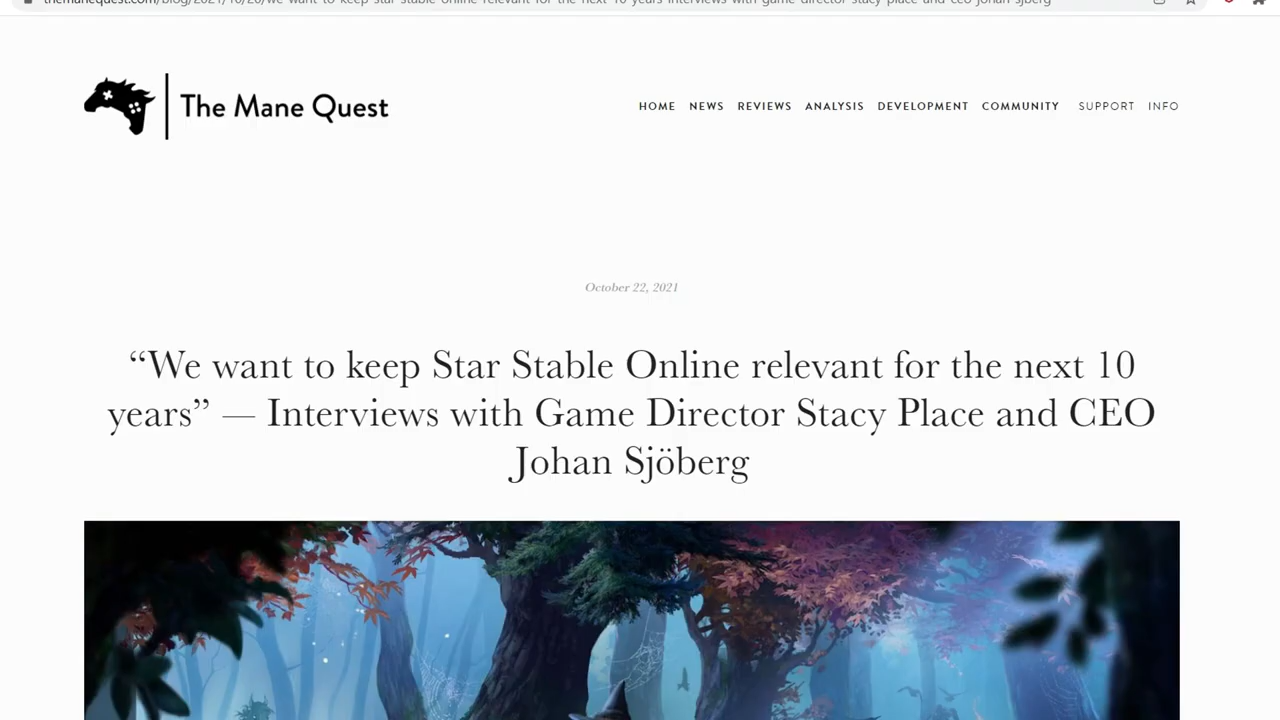 themanequest.com/blog/2021/10/20/we-want-to-keep-star-stable-online-relevant-for-the-next-10-years-interviews-with-game-director-stacy-place-and-ceo-johan-sjberg
The Mane Quest
HOME NEWS REVIEWS ANALYSIS DEVELOPMENT COMMUNITY SUPPORT INFO
October 22, 2021
“We want to keep Star Stable Online relevant for the next 10
years” — Interviews with Game Director Stacy Place and CEO
Johan Sjöberg